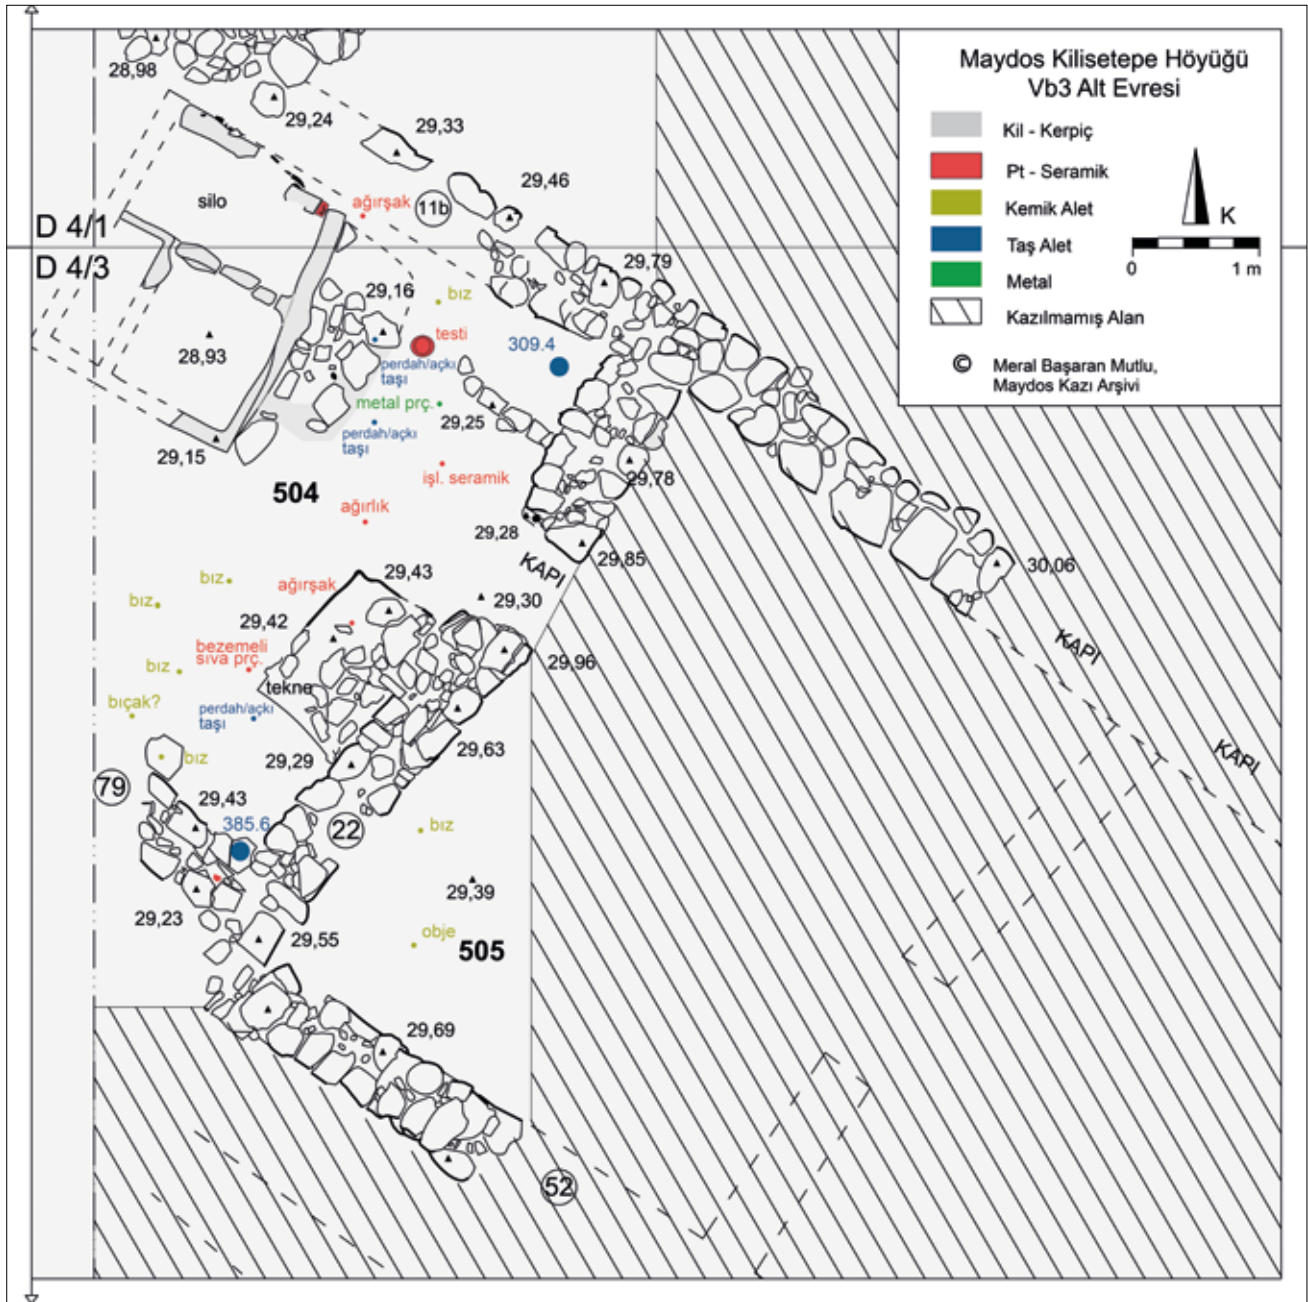 Maydos Kilisetepe Höyüğü
Vb3 Alt Evresi
Kil - Kerpiç
Pt - Seramik
Kemik Alet
Taş Alet
Metal
Kazılmamış Alan
K
0 1 m
© Meral Başaran Mutlu,
Maydos Kazı Arşivi
28,98
29,24
29,33
29,46
silo
ağırşak
11b
D 4/1
D 4/3
29,79
29,16
bız
testi
309.4
28,93
perdah/açkı
taşı
metal prç.
29,25
perdah/açkı
taşı
29,15
işl. seramik
29,78
504
ağırlık
29,28
29,85
KAPI
30,06
29,43
bız
ağırşak
29,30
bız
29,42
KAPI
bezemeli
sıva prç.
29,96
bız
tekne
bıçak?
perdah/açkı
taşı
29,63
KAPI
bız
29,29
79
29,43
385.6
22
bız
29,39
29,23
obje
29,55
505
29,69
52